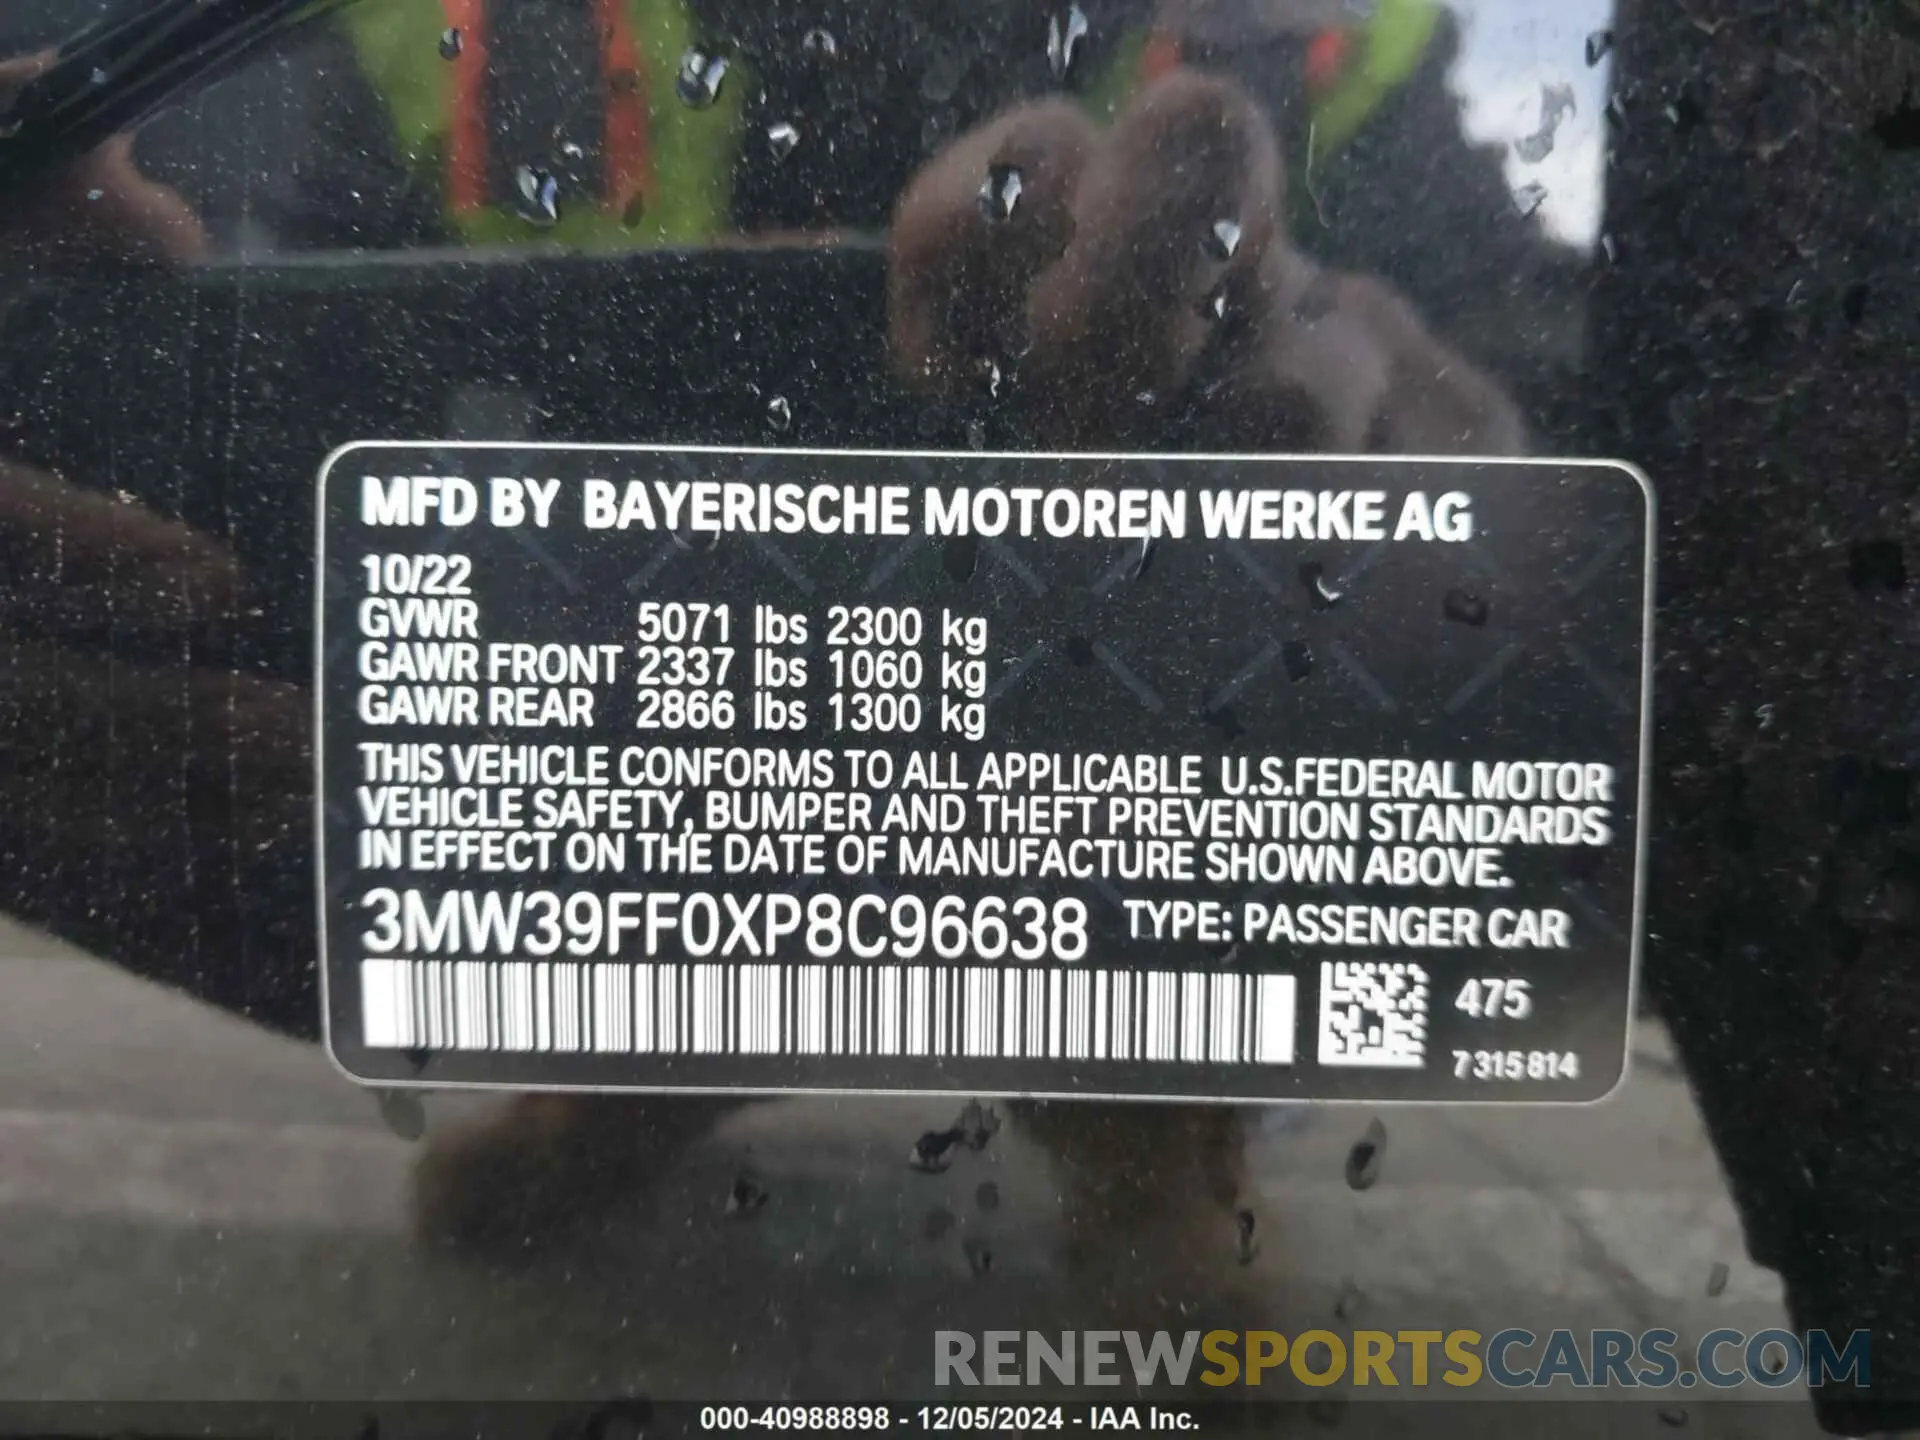 MFD BY BAYERISCHE MOTOREN WERKE AG
10/22
GVWR 5071 lbs 2300 kg
GAWR FRONT 2337 lbs 1060 kg
GAWR REAR 2866 lbs 1300 kg
THIS VEHICLE CONFORMS TO ALL APPLICABLE U.S.FEDERAL MOTOR
VEHICLE SAFETY, BUMPER AND THEFT PREVENTION STANDARDS
IN EFFECT ON THE DATE OF MANUFACTURE SHOWN ABOVE.
3MW39FF0XP8C96638 TYPE: PASSENGER CAR
475
7315814
RENEWSPORTSCARS.COM
000-40988898 - 12/05/2024 - IAA Inc.